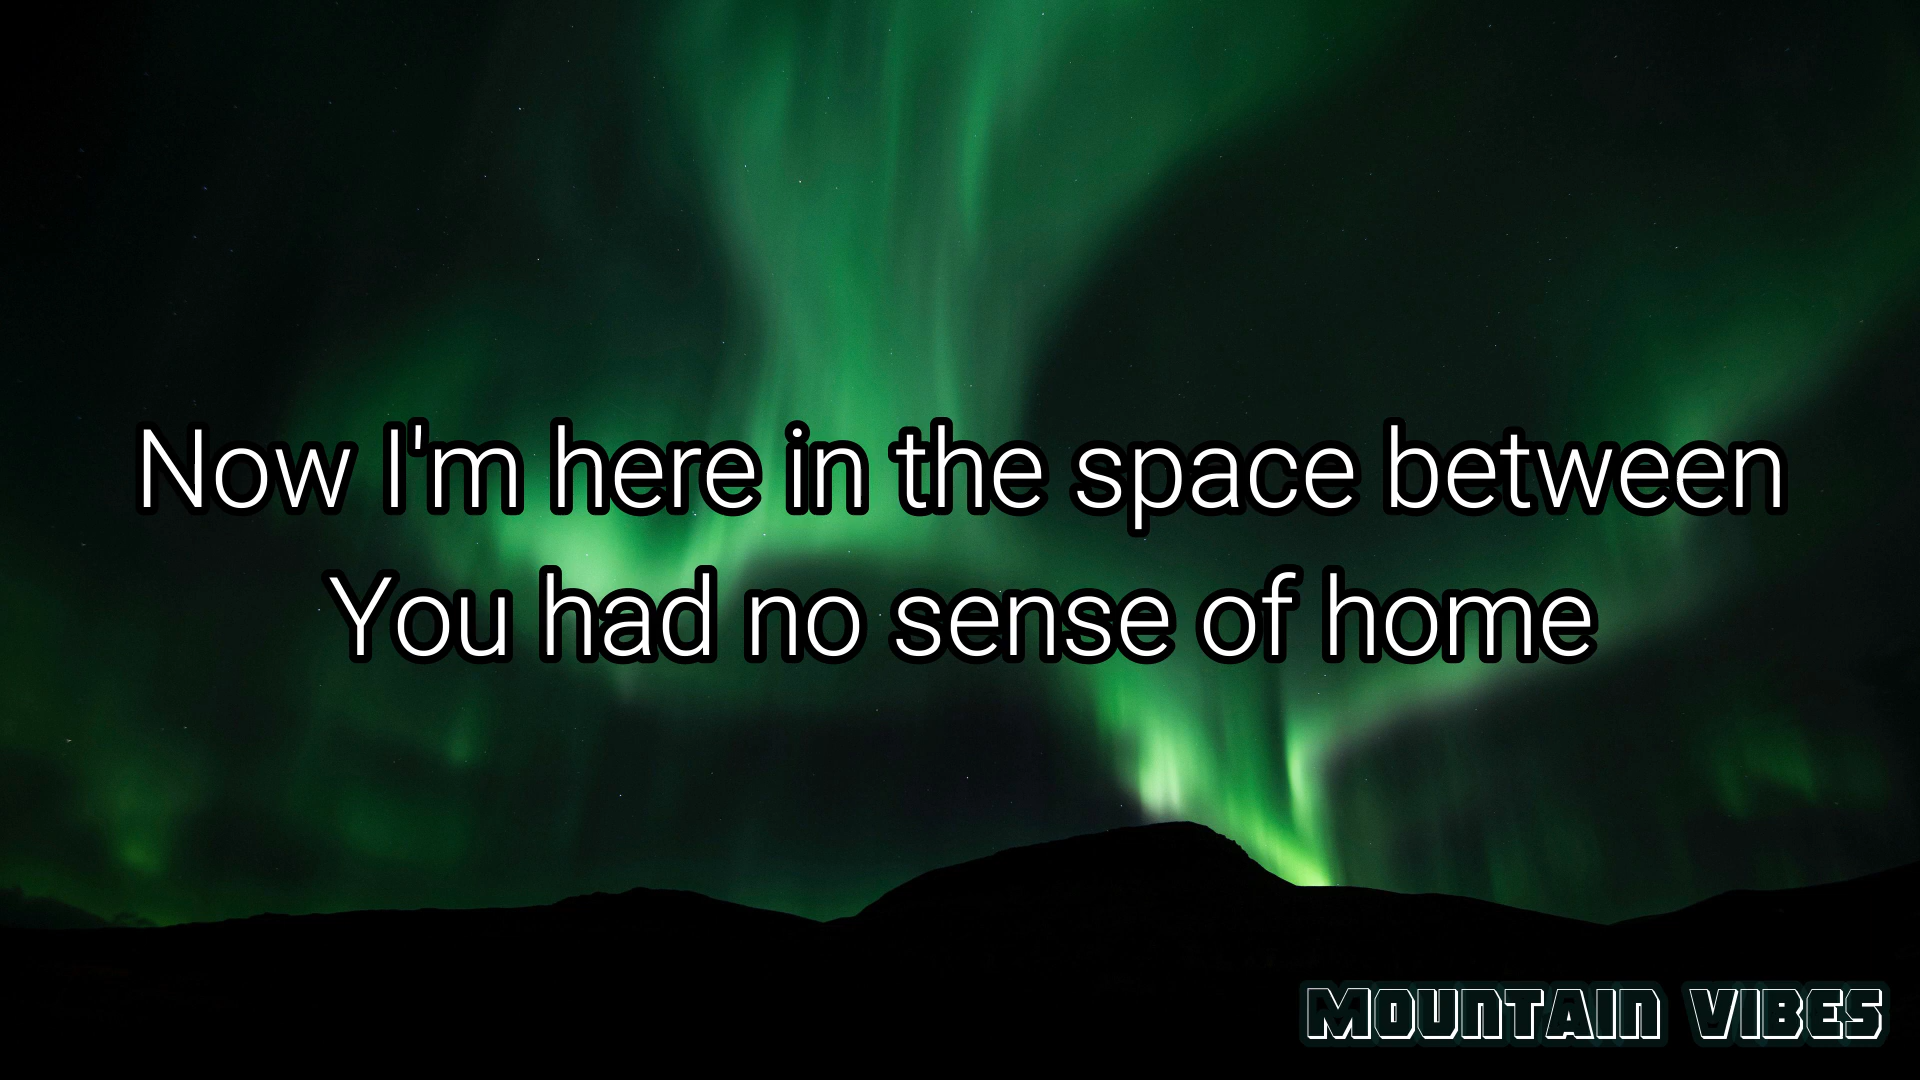 Now I'm here in the space between
You had no sense of home
MOUNTAIN VIBES